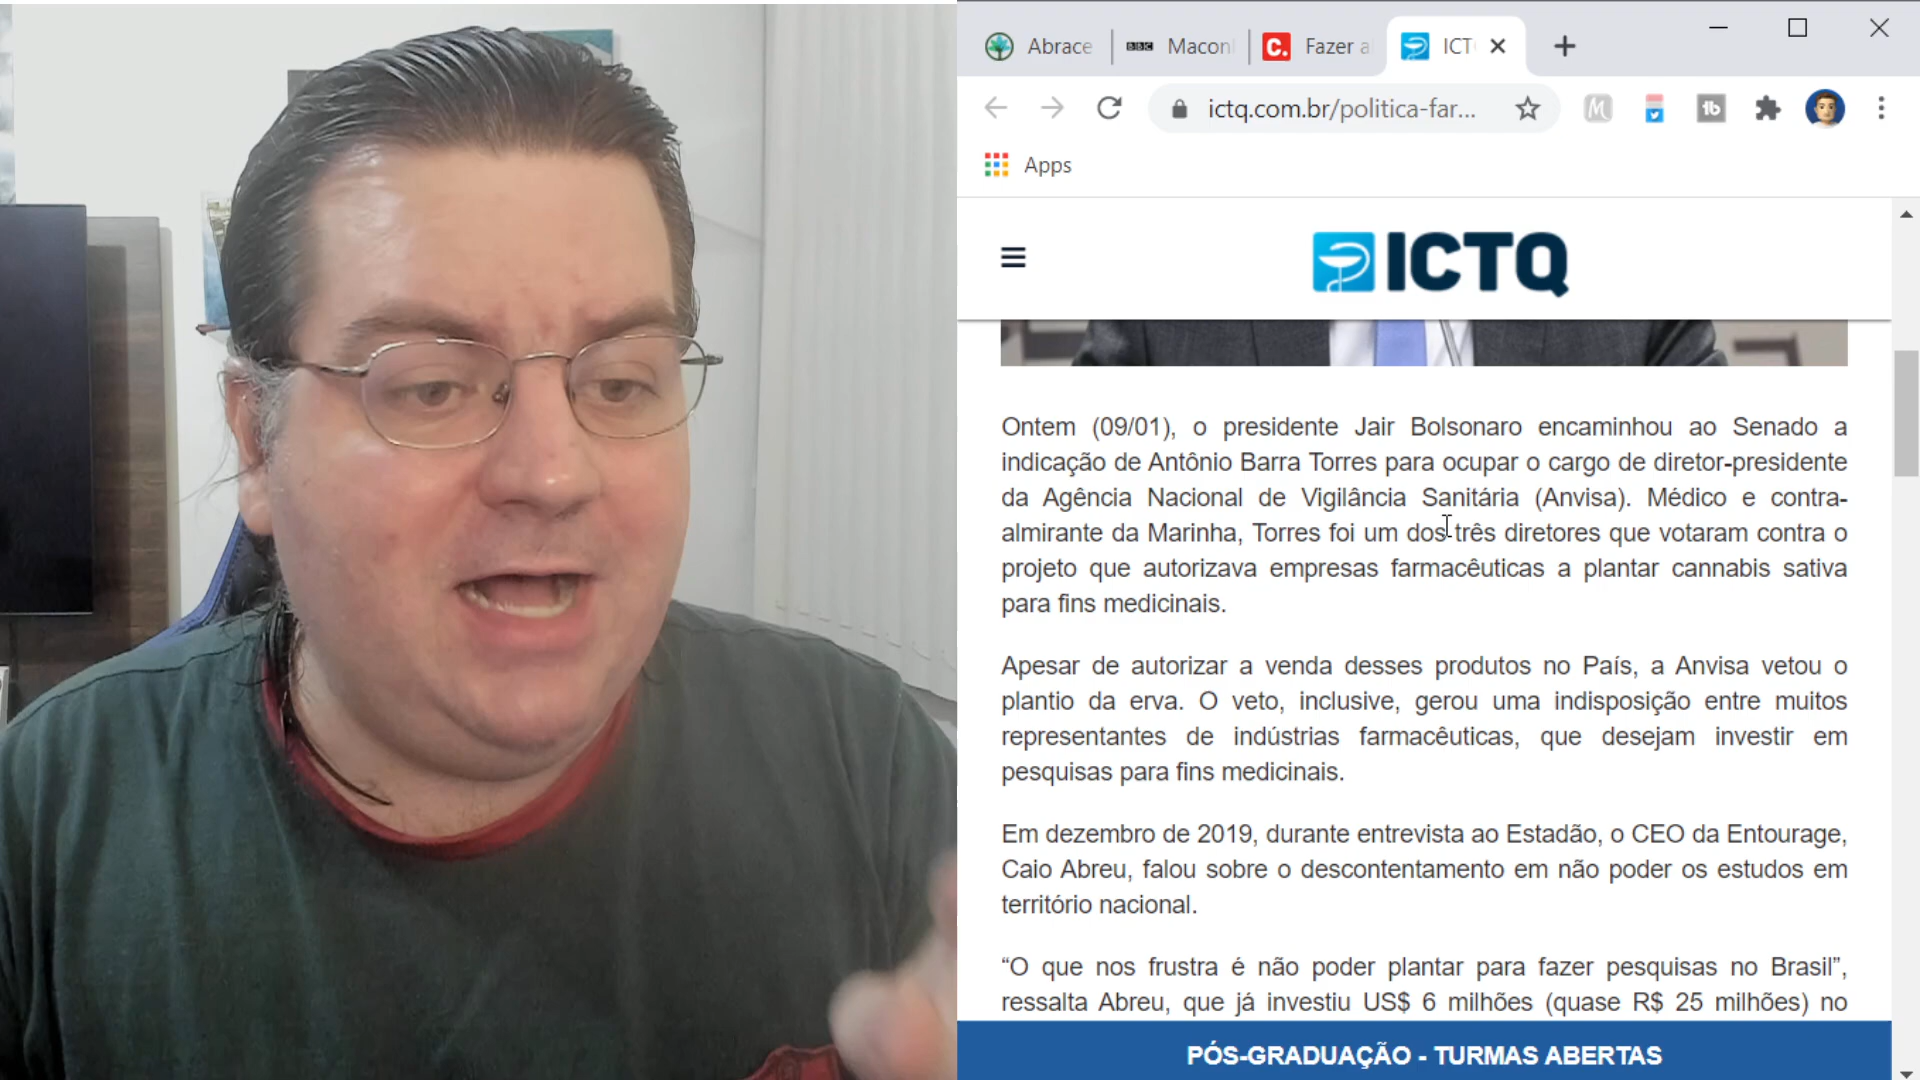 Abrace
BBC Macon
C. Fazer a
ICT
ictq.com.br/politica-far...
M
tb
Apps
ICTQ
Ontem (09/01), o presidente Jair Bolsonaro encaminhou ao Senado a
indicação de Antônio Barra Torres para ocupar o cargo de diretor-presidente
da Agência Nacional de Vigilância Sanitária (Anvisa). Médico e contra-
almirante da Marinha, Torres foi um dos três diretores que votaram contra o
projeto que autorizava empresas farmacêuticas a plantar cannabis sativa
para fins medicinais.
Apesar de autorizar a venda desses produtos no País, a Anvisa vetou o
plantio da erva. O veto, inclusive, gerou uma indisposição entre muitos
representantes de indústrias farmacêuticas, que desejam investir em
pesquisas para fins medicinais.
Em dezembro de 2019, durante entrevista ao Estadão, o CEO da Entourage,
Caio Abreu, falou sobre o descontentamento em não poder os estudos em
território nacional.
“O que nos frustra é não poder plantar para fazer pesquisas no Brasil”,
ressalta Abreu, que já investiu US$ 6 milhões (quase R$ 25 milhões) no
PÓS-GRADUAÇÃO - TURMAS ABERTAS